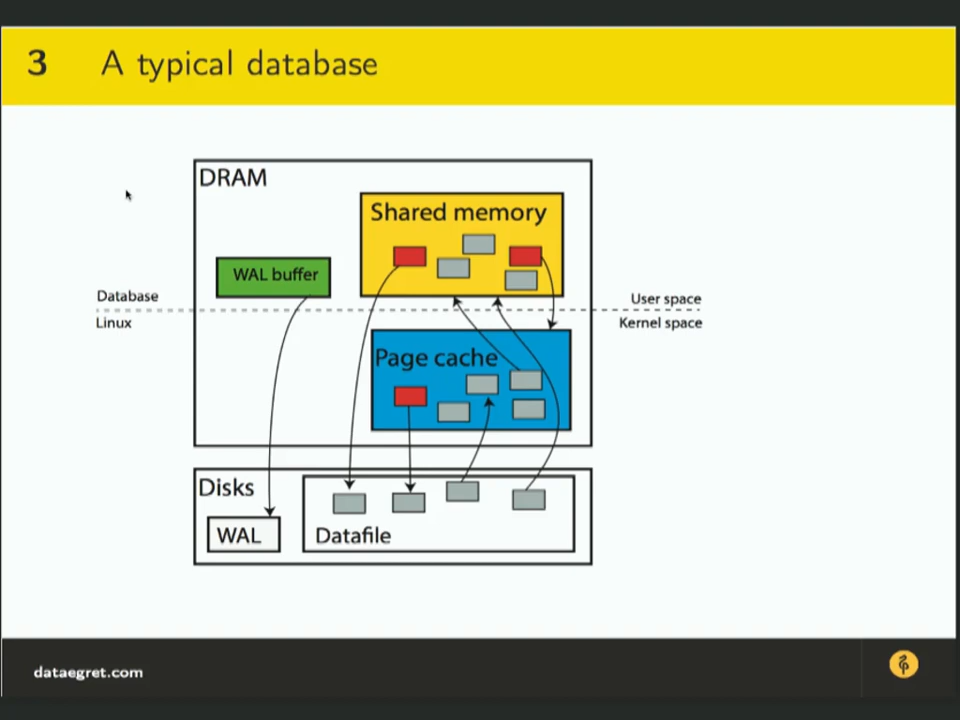 3 A typical database
DRAM
Shared memory
WAL buffer
Database
User space
Linux
Kernel space
Page cache
Disks
WAL
Datafile
dataegret.com